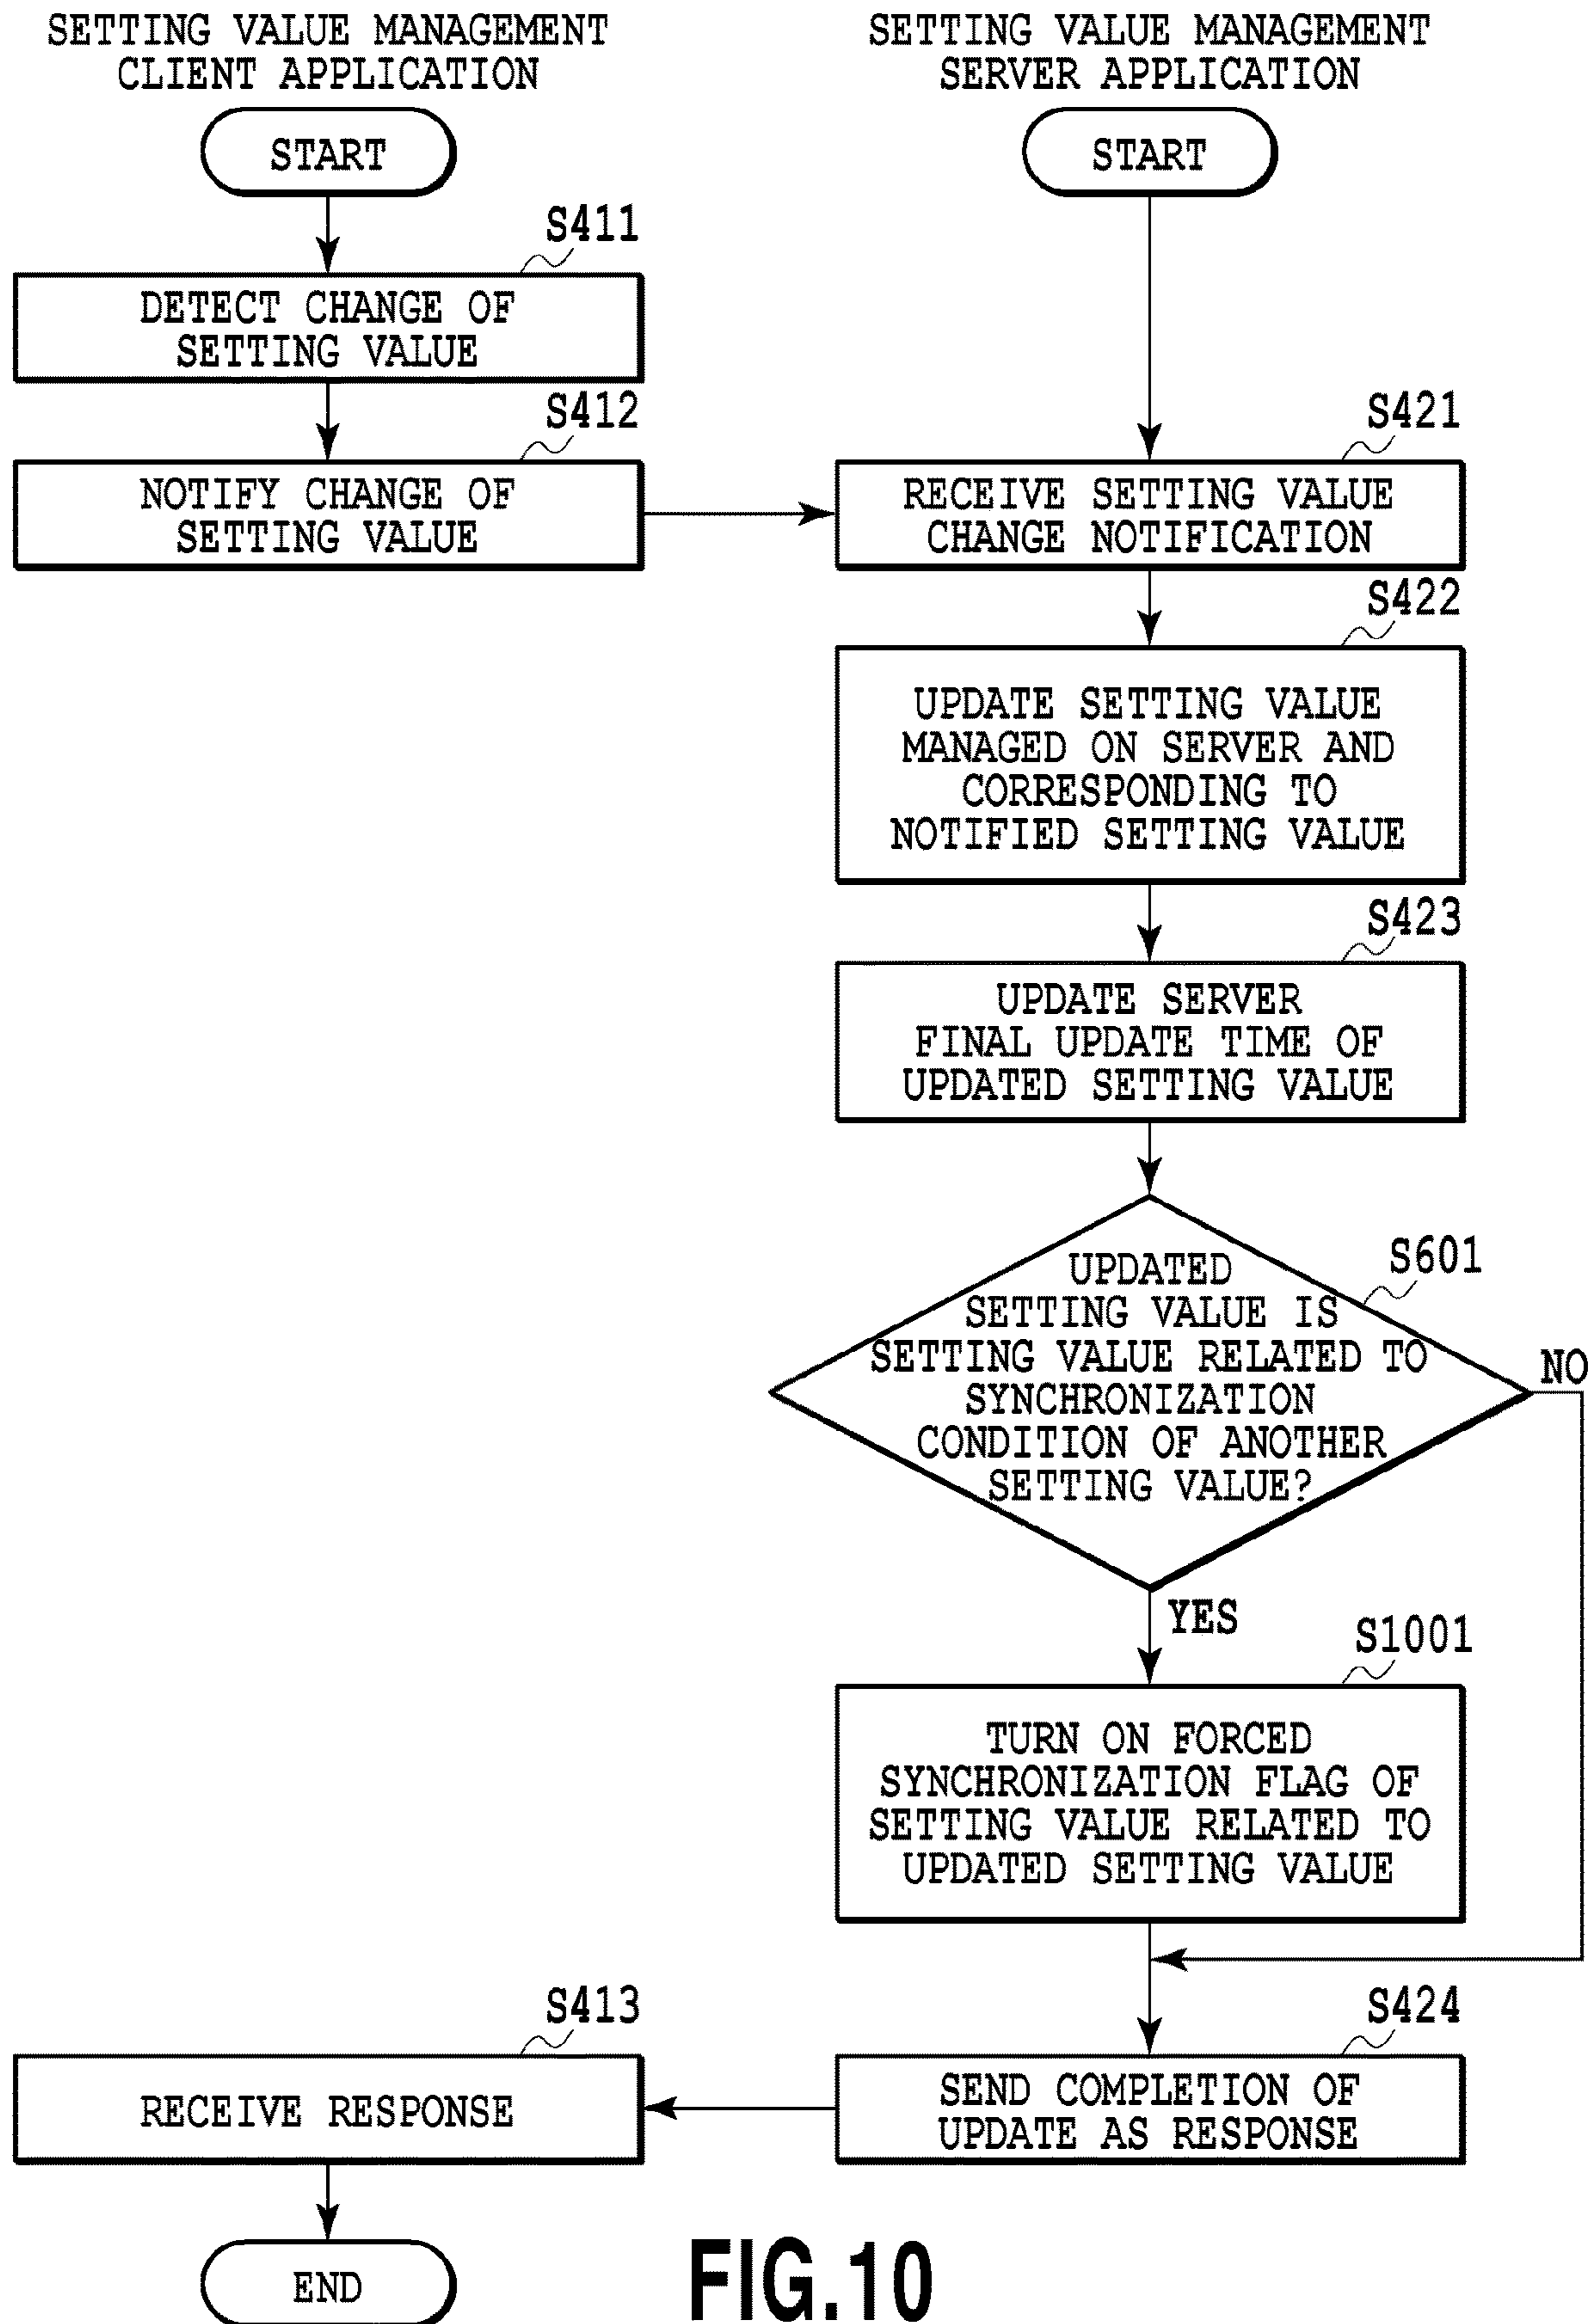 SETTING VALUE MANAGEMENT
CLIENT APPLICATION
SETTING VALUE MANAGEMENT
SERVER APPLICATION
START
START
S411
DETECT CHANGE OF
SETTING VALUE
S412
NOTIFY CHANGE OF
SETTING VALUE
S421
RECEIVE SETTING VALUE
CHANGE NOTIFICATION
S422
UPDATE SETTING VALUE
MANAGED ON SERVER AND
CORRESPONDING TO
NOTIFIED SETTING VALUE
S423
UPDATE SERVER
FINAL UPDATE TIME OF
UPDATED SETTING VALUE
S601
UPDATED
SETTING VALUE IS
SETTING VALUE RELATED TO
SYNCHRONIZATION
CONDITION OF ANOTHER
SETTING VALUE?
NO
YES
S1001
TURN ON FORCED
SYNCHRONIZATION FLAG OF
SETTING VALUE RELATED TO
UPDATED SETTING VALUE
S413
RECEIVE RESPONSE
S424
SEND COMPLETION OF
UPDATE AS RESPONSE
END
FIG.10